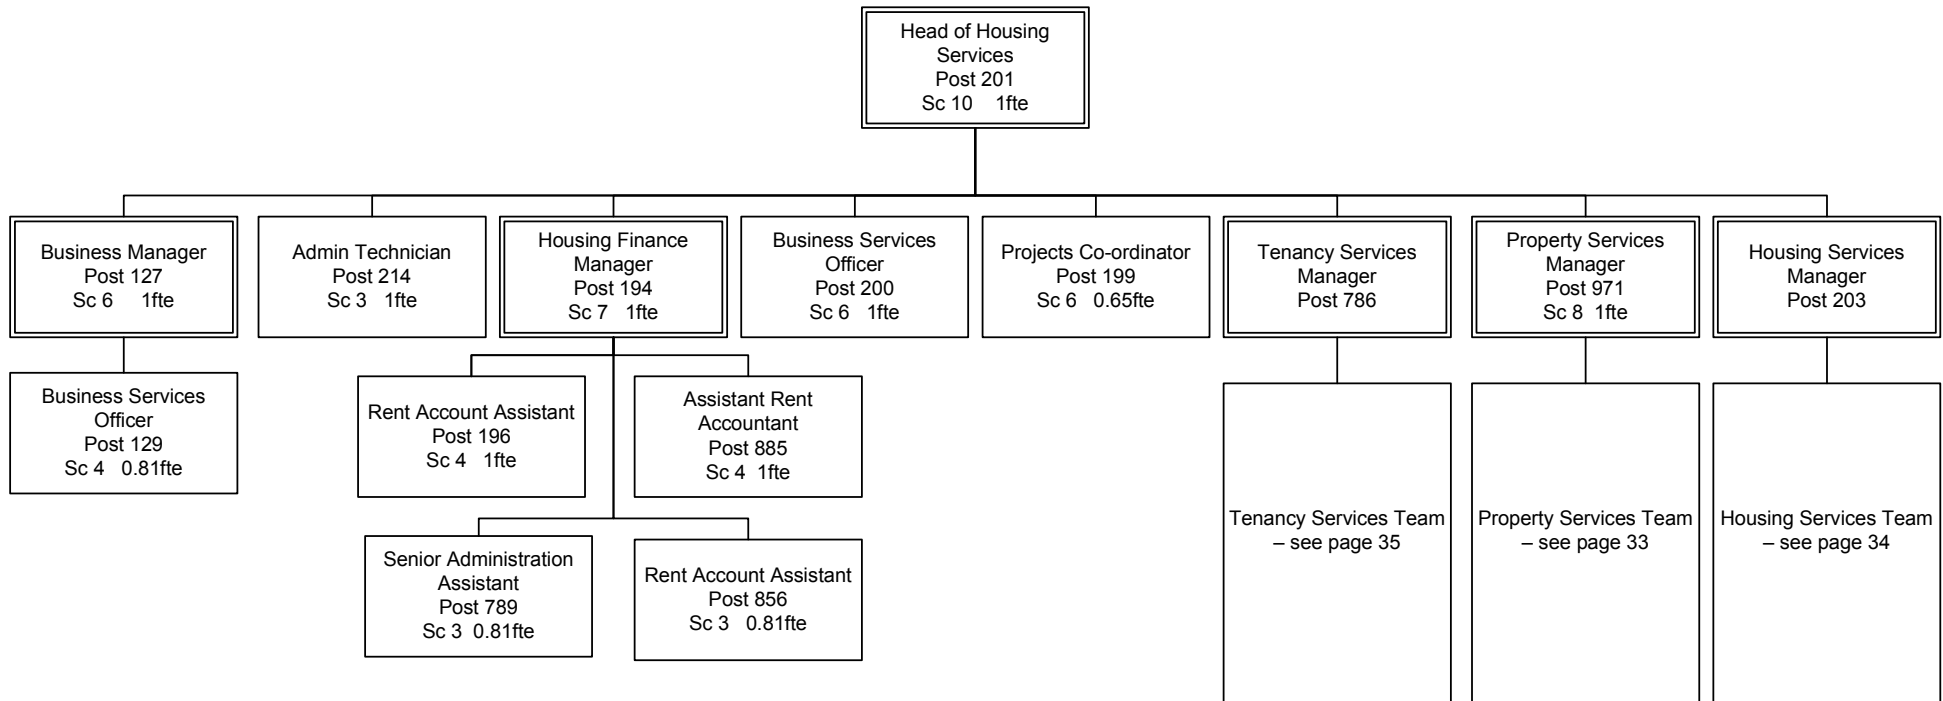 Head of Housing
Services
Post 201
Sc 10 1fte
Business Manager
Post 127
Sc 6 1fte
Admin Technician
Post 214
Sc 3 1fte
Housing Finance
Manager
Post 194
Sc 7 1fte
Business Services
Officer
Post 200
Sc 6 1fte
Projects Co-ordinator
Post 199
Sc 6 0.65fte
Tenancy Services
Manager
Post 786
Property Services
Manager
Post 971
Sc 8 1fte
Housing Services
Manager
Post 203
Business Services
Officer
Post 129
Sc 4 0.81fte
Rent Account Assistant
Post 196
Sc 4 1fte
Assistant Rent
Accountant
Post 885
Sc 4 1fte
Senior Administration
Assistant
Post 789
Sc 3 0.81fte
Rent Account Assistant
Post 856
Sc 3 0.81fte
Tenancy Services Team
– see page 35
Property Services Team
– see page 33
Housing Services Team
– see page 34